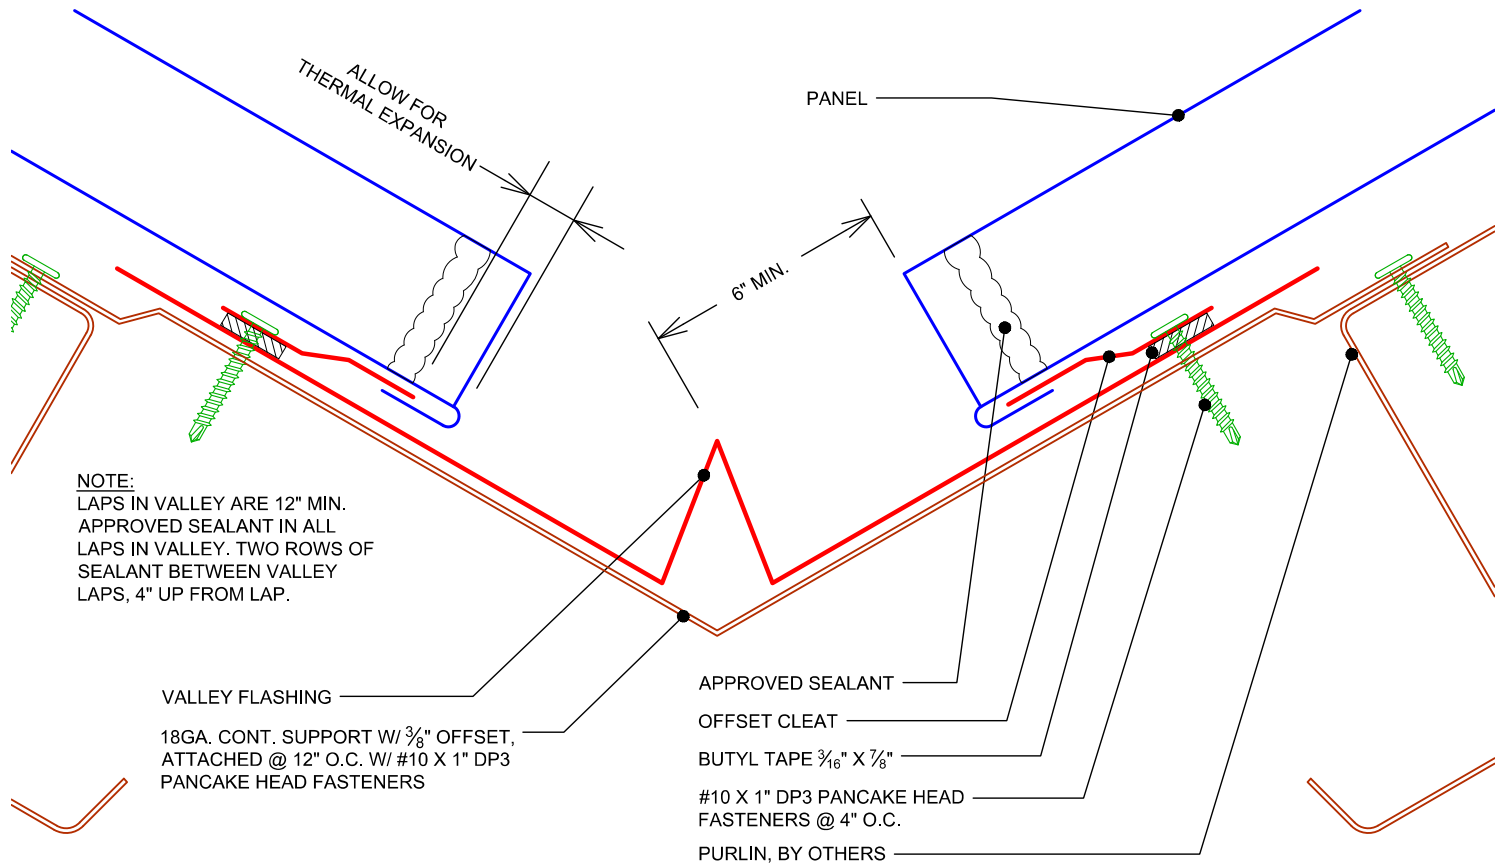 ALLOW FOR
THERMAL EXPANSION
PANEL
6" MIN.
NOTE:
LAPS IN VALLEY ARE 12" MIN.
APPROVED SEALANT IN ALL
LAPS IN VALLEY. TWO ROWS OF
SEALANT BETWEEN VALLEY
LAPS, 4" UP FROM LAP.
VALLEY FLASHING
18GA. CONT. SUPPORT W/ 3/8" OFFSET,
ATTACHED @ 12" O.C. W/ #10 X 1" DP3
PANCAKE HEAD FASTENERS
APPROVED SEALANT
OFFSET CLEAT
BUTYL TAPE 3/16" X 7/8"
#10 X 1" DP3 PANCAKE HEAD
FASTENERS @ 4" O.C.
PURLIN, BY OTHERS